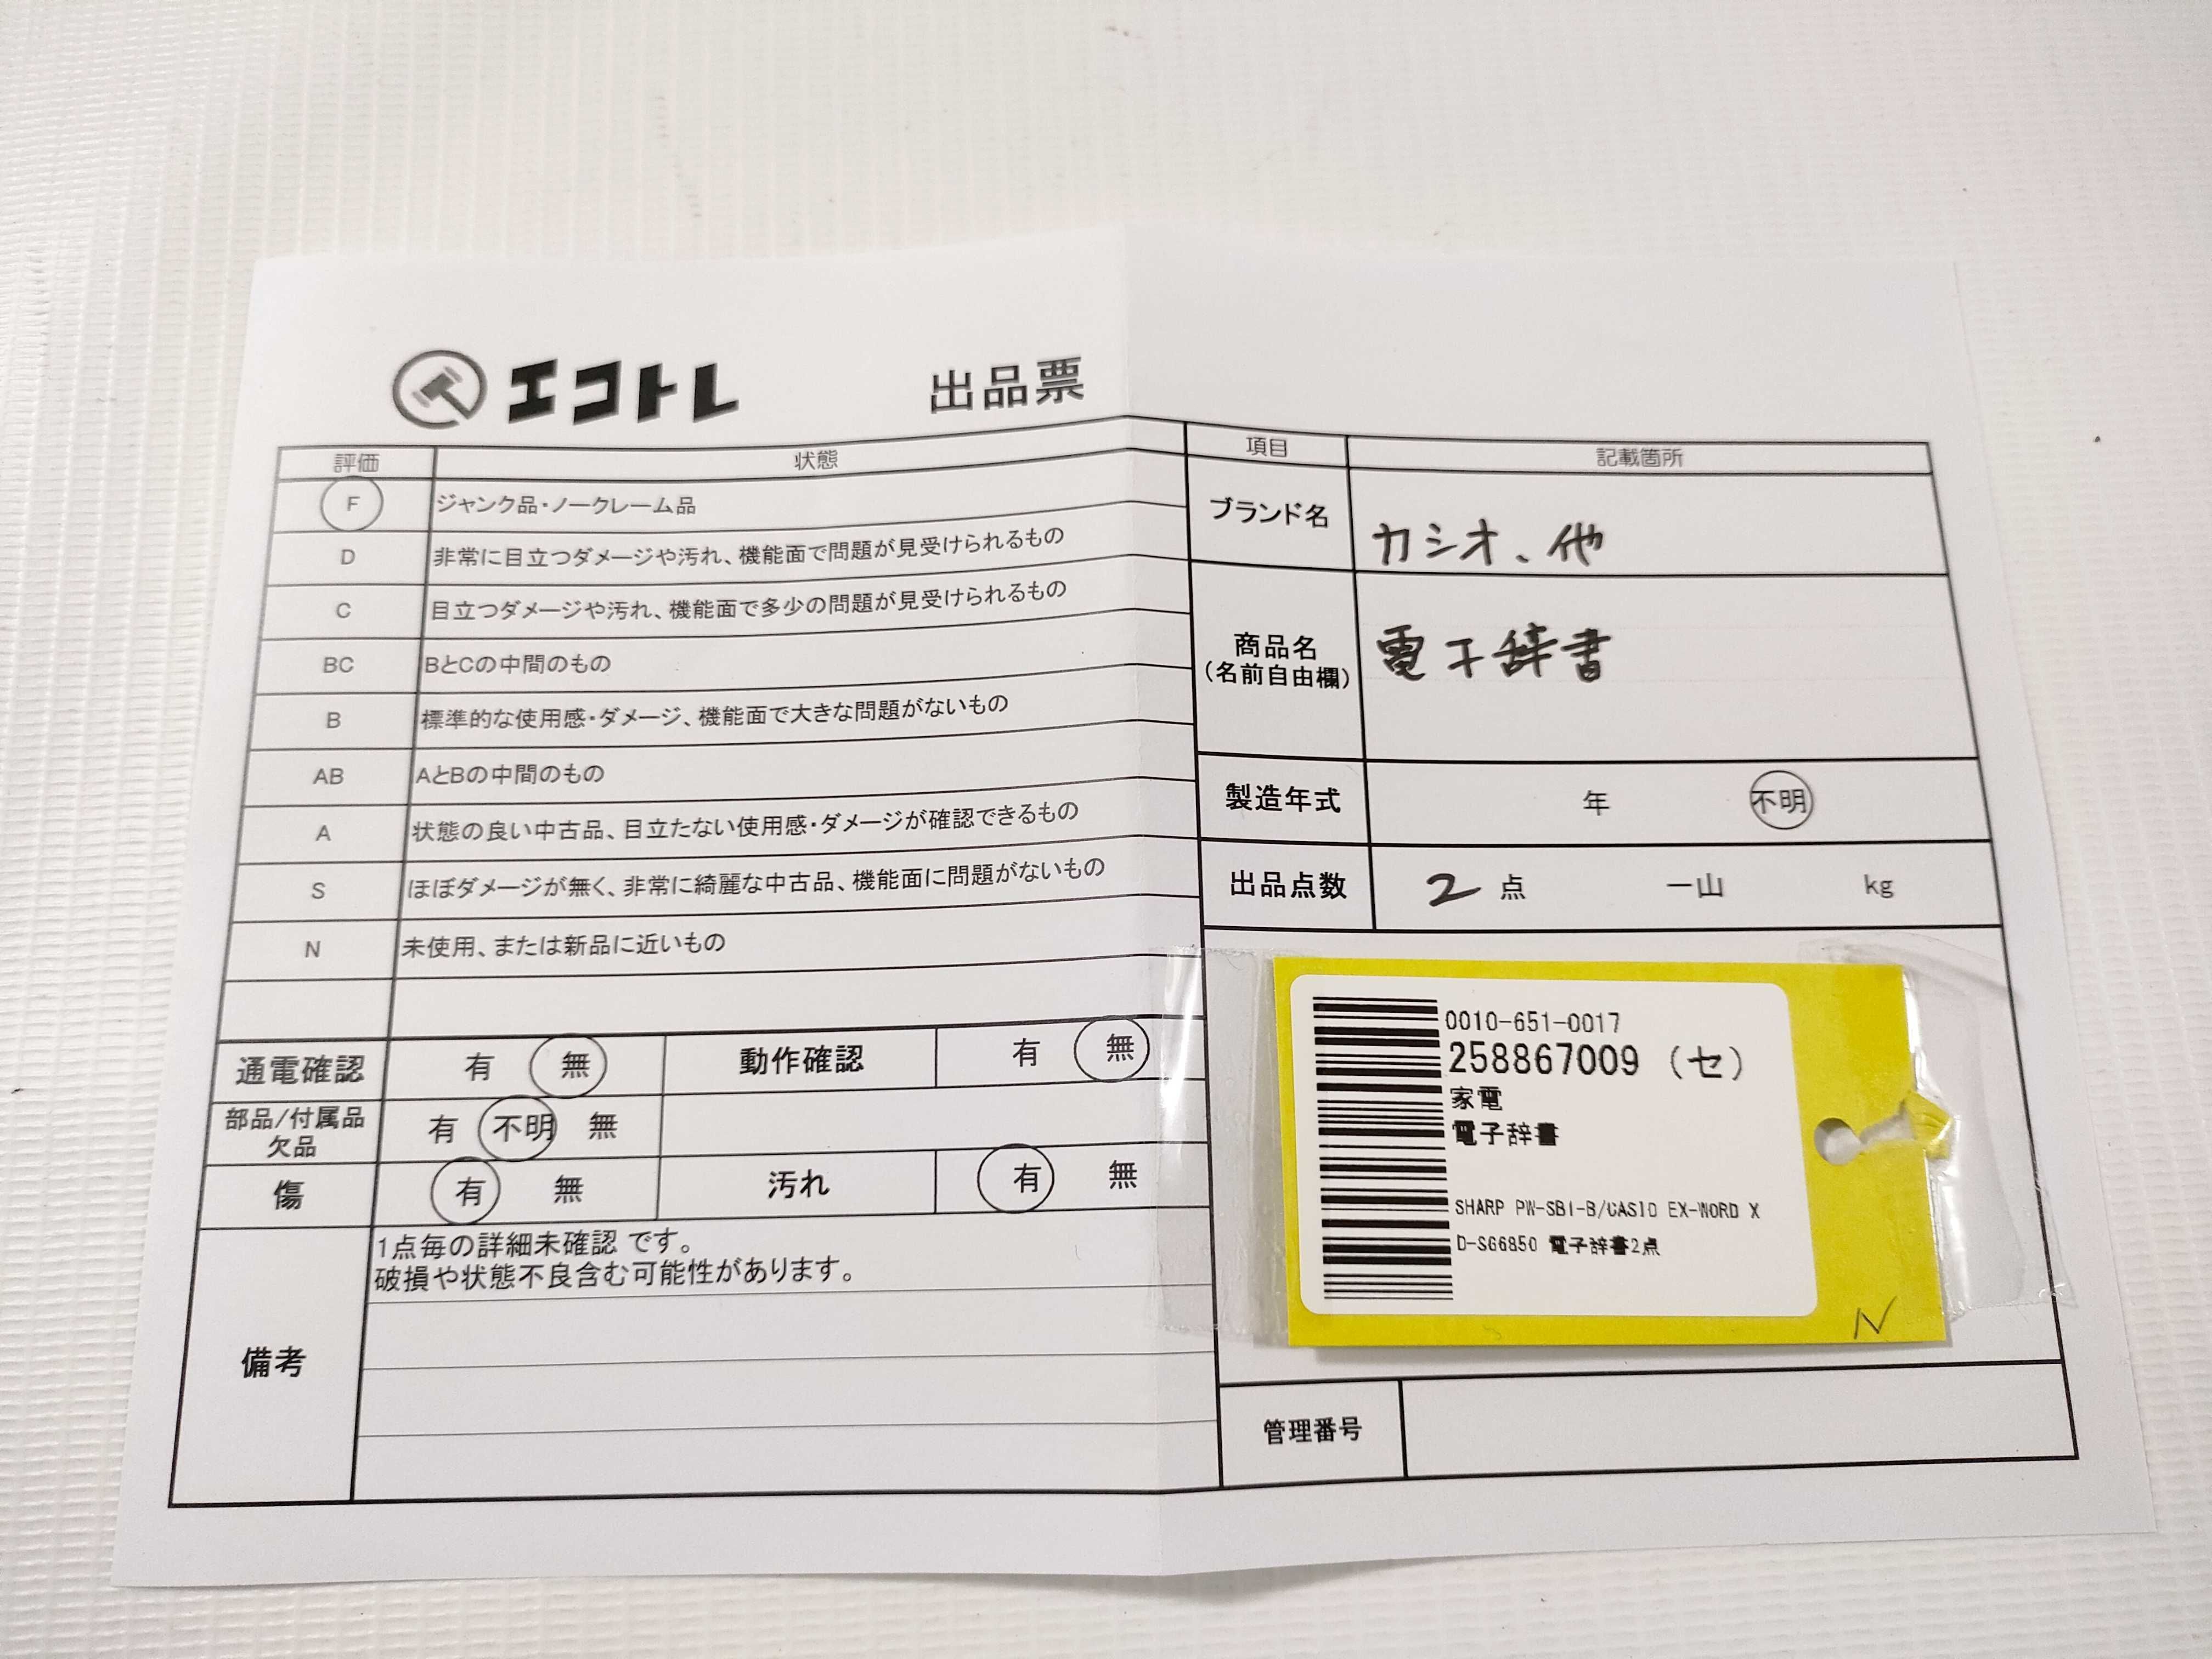 エコトレ 出品票
評価 状態
F ジャンク品・ノークレーム品
D 非常に目立つダメージや汚れ、機能面で問題が見受けられるもの
C 目立つダメージや汚れ、機能面で多少の問題が見受けられるもの
BC BとCの中間のもの
B 標準的な使用感・ダメージ、機能面で大きな問題がないもの
AB AとBの中間のもの
A 状態の良い中古品、目立たない使用感・ダメージが確認できるもの
S ほぼダメージが無く、非常に綺麗な中古品、機能面に問題がないもの
N 未使用、または新品に近いもの
通電確認 有 無 動作確認 有 無
部品/付属品
欠品 有 不明 無
傷 有 無 汚れ 有 無
備考
1点毎の詳細未確認 です。
破損や状態不良含む可能性があります。
項目 記載箇所
ブランド名 カシオ、他
商品名
(名前自由欄)
電子辞書
製造年式 年 不明
出品点数 2 点 一山 kg
0010-651-0017
258867009 (セ)
家電
電子辞書
SHARP PW-SB1-B/CASIO EX-WORD X
D-SG6850 電子辞書2点
N
管理番号